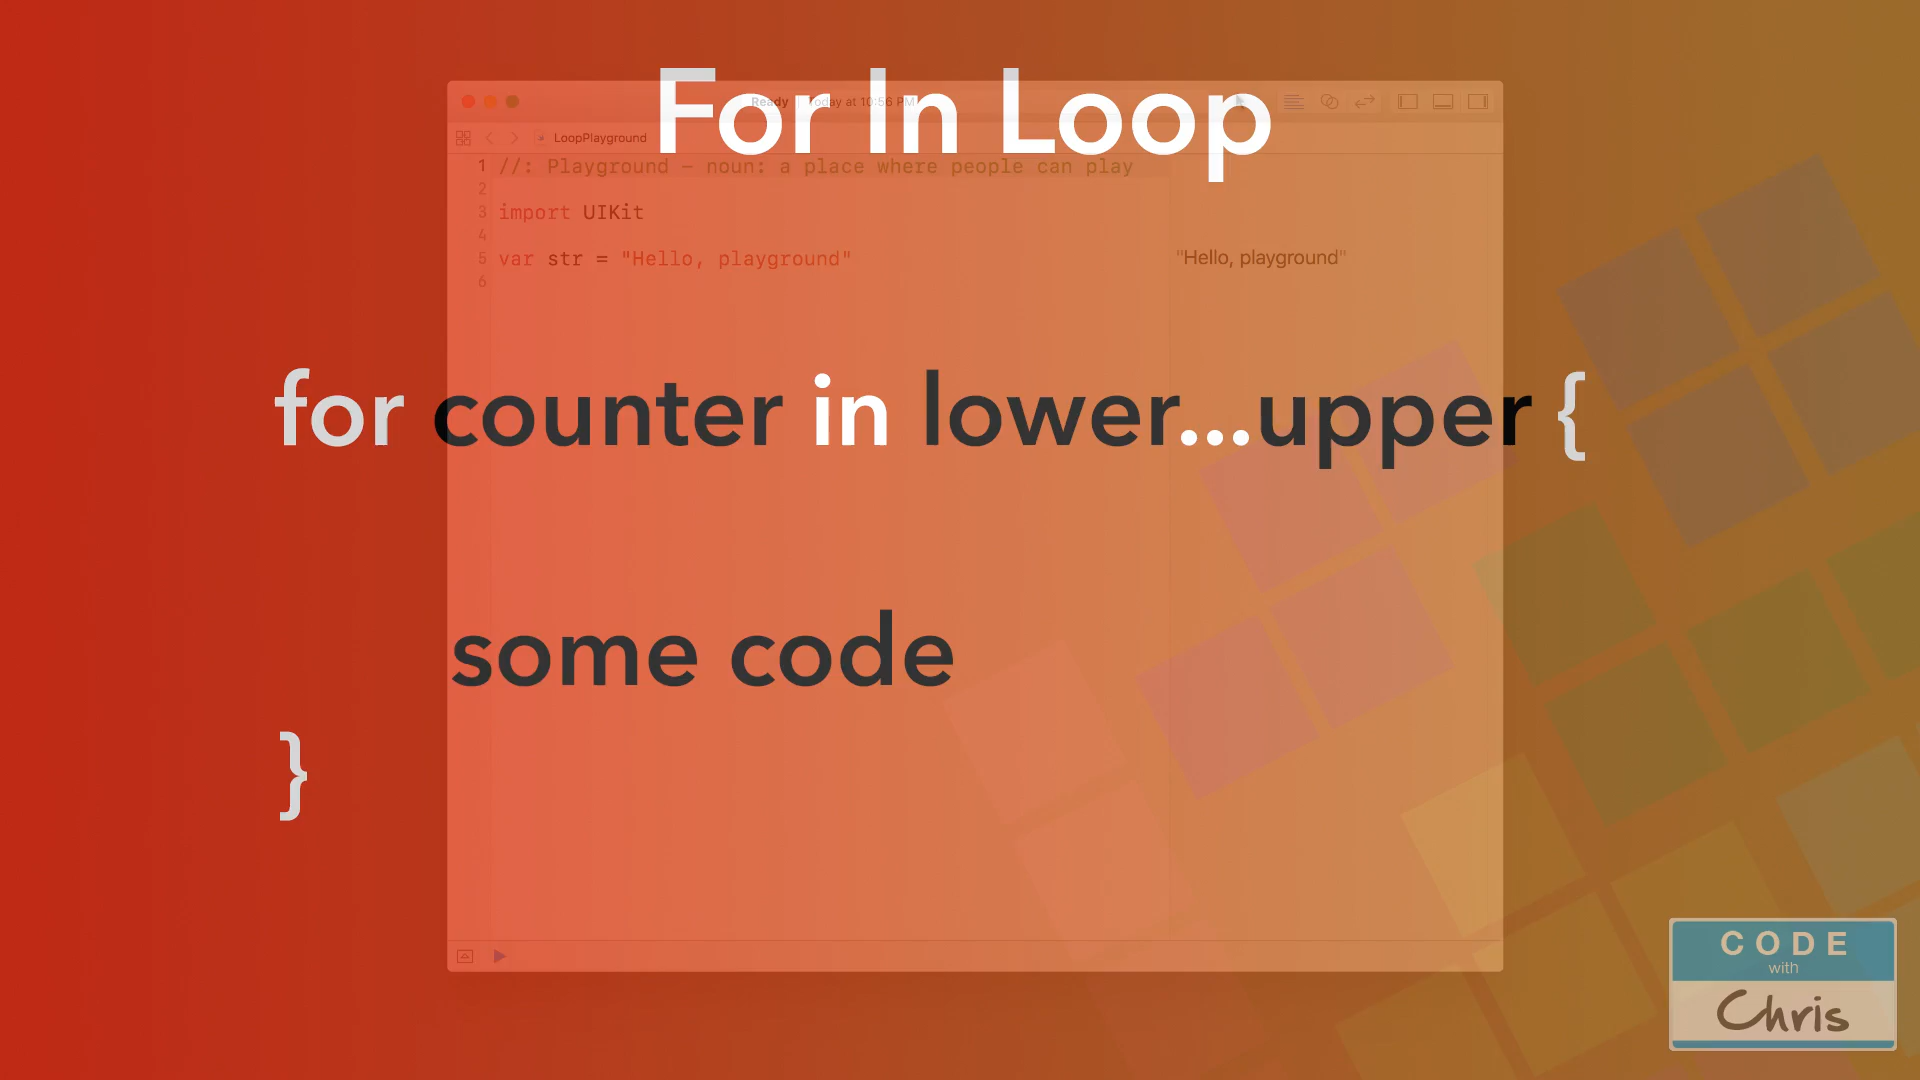 For In Loop
Ready Today at 10:56 PM
LoopPlayground
1 //: Playground - noun: a place where people can play
2
3 import UIKit
4
5 var str = "Hello, playground"
"Hello, playground"
6
for counter in lower...upper {
some code
}
CODE
with
Chris